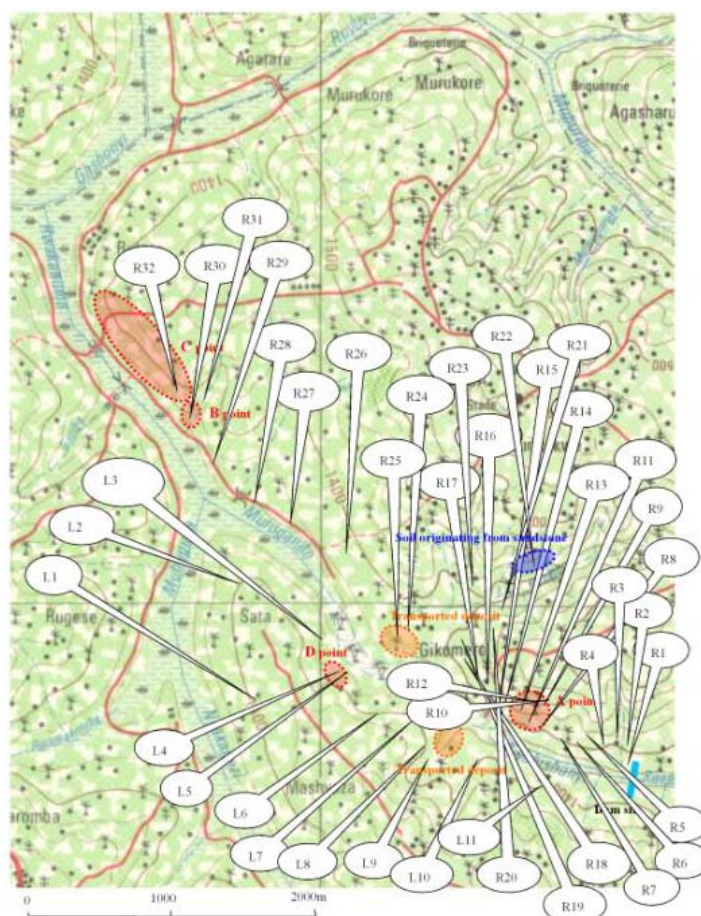 Briqueterie
Agatare
Murukore
Murukore
Briqueterie
Agasharu
1400
1400
1500
R31
R32
R30
R29
C point
R28
R26
R22
R21
R23
R15
B point
R27
R24
R14
R16
R11
R25
R17
R13
L3
R9
L2
Soil originating from sandstone
R8
R3
L1
R2
Rugese
Sata
Transported deposit
Gikomero
R4
R1
D point
R12
R10
A point
L4
L5
Transported deposit
L6
L11
R5
L7
L8
L9
L10
R20
R18
R6
R7
R19
0
1000
2000m